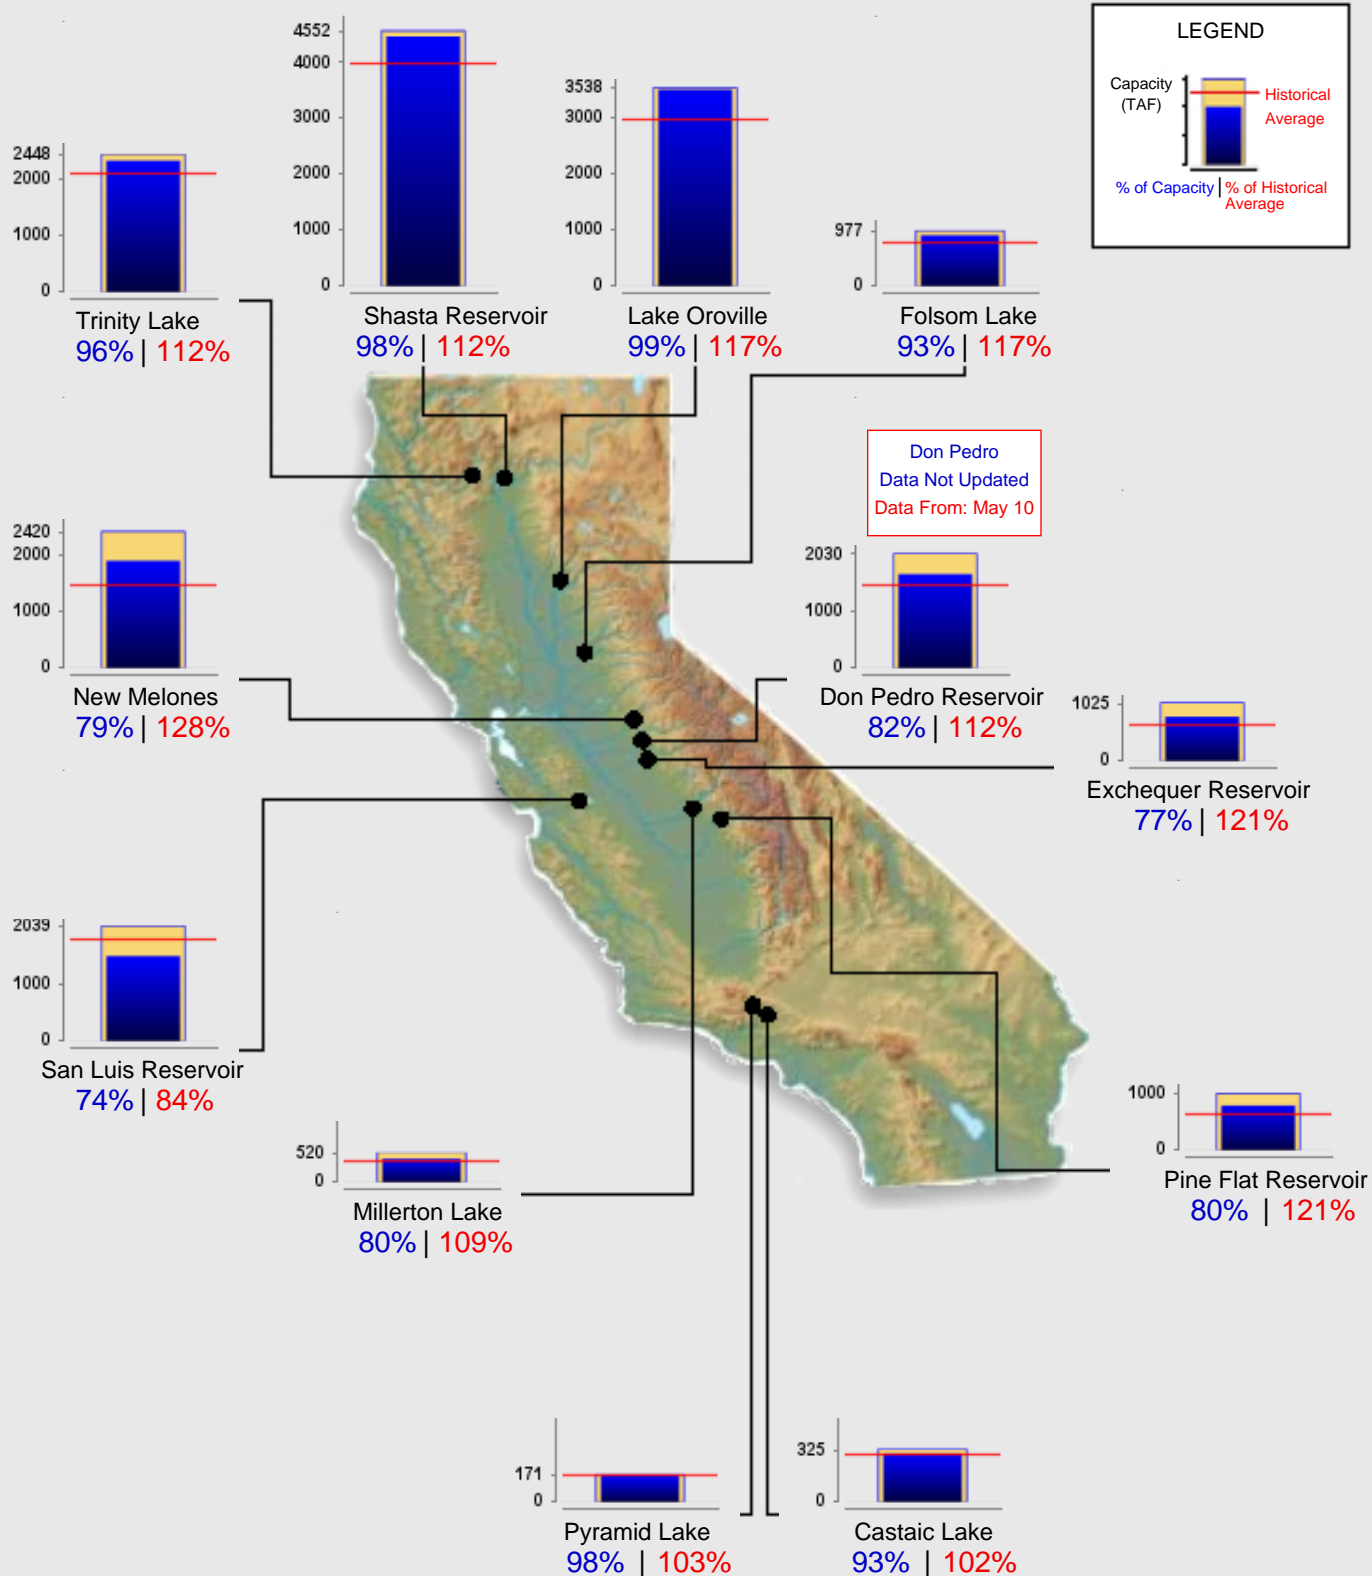 LEGEND
Capacity
(TAF)
Historical
Average
% of Capacity | % of Historical
Average
4552
4000
3000
2000
1000
0
Shasta Reservoir
98% | 112%
3538
3000
2000
1000
0
Lake Oroville
99% | 117%
2448
2000
1000
0
Trinity Lake
96% | 112%
977
0
Folsom Lake
93% | 117%
Don Pedro
Data Not Updated
Data From: May 10
2420
2000
1000
0
New Melones
79% | 128%
2030
1000
0
Don Pedro Reservoir
82% | 112%
1025
0
Exchequer Reservoir
77% | 121%
2039
1000
0
San Luis Reservoir
74% | 84%
520
0
Millerton Lake
80% | 109%
1000
0
Pine Flat Reservoir
80% | 121%
171
0
Pyramid Lake
98% | 103%
325
0
Castaic Lake
93% | 102%